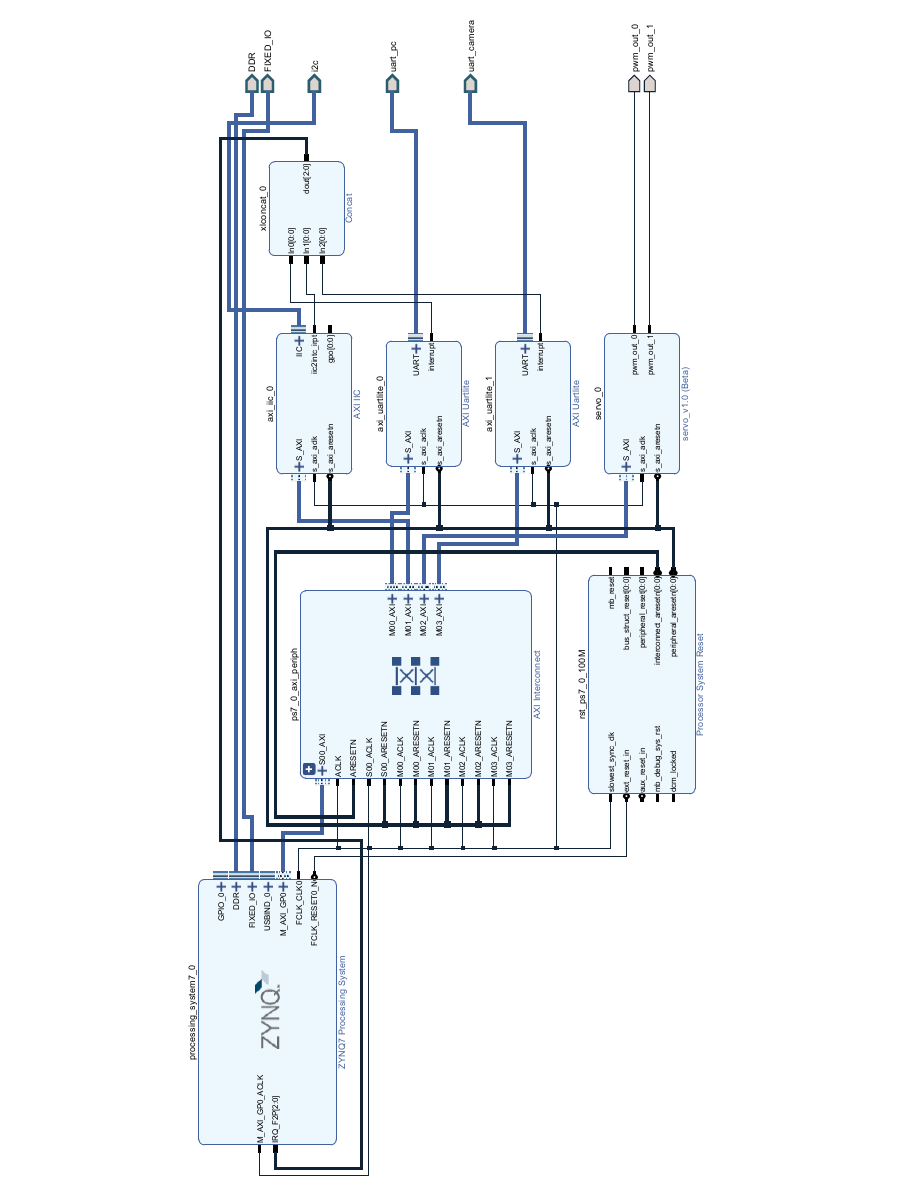 processing_system7_0
GPIO_0
DDR
FIXED_IO
USBIND_0
M_AXI_GP0
FCLK_CLK0
FCLK_RESET0_N
M_AXI_GP0_ACLK
IRQ_F2P[2:0]
ZYNQ
ZYNQ7 Processing System
ps7_0_axi_periph
S00_AXI
ACLK
ARESETN
S00_ACLK
S00_ARESETN
M00_ACLK
M00_ARESETN
M01_ACLK
M01_ARESETN
M02_ACLK
M02_ARESETN
M03_ACLK
M03_ARESETN
M00_AXI
M01_AXI
M02_AXI
M03_AXI
AXI Interconnect
rst_ps7_0_100M
slowest_sync_clk
ext_reset_in
aux_reset_in
mb_debug_sys_rst
dcm_locked
mb_reset
bus_struct_reset[0:0]
peripheral_reset[0:0]
interconnect_aresetn[0:0]
peripheral_aresetn[0:0]
Processor System Reset
axi_iic_0
S_AXI
s_axi_aclk
s_axi_aresetn
IIC
iic2intc_irpt
gpo[0:0]
AXI IIC
axi_uartlite_0
S_AXI
s_axi_aclk
s_axi_aresetn
UART
interrupt
AXI Uartlite
axi_uartlite_1
S_AXI
s_axi_aclk
s_axi_aresetn
UART
interrupt
AXI Uartlite
servo_0
S_AXI
s_axi_aclk
s_axi_aresetn
pwm_out_0
pwm_out_1
servo_v1.0 (Beta)
xlconcat_0
In0[0:0]
In1[0:0]
In2[0:0]
dout[2:0]
Concat
DDR
FIXED_IO
i2c
uart_pc
uart_camera
pwm_out_0
pwm_out_1